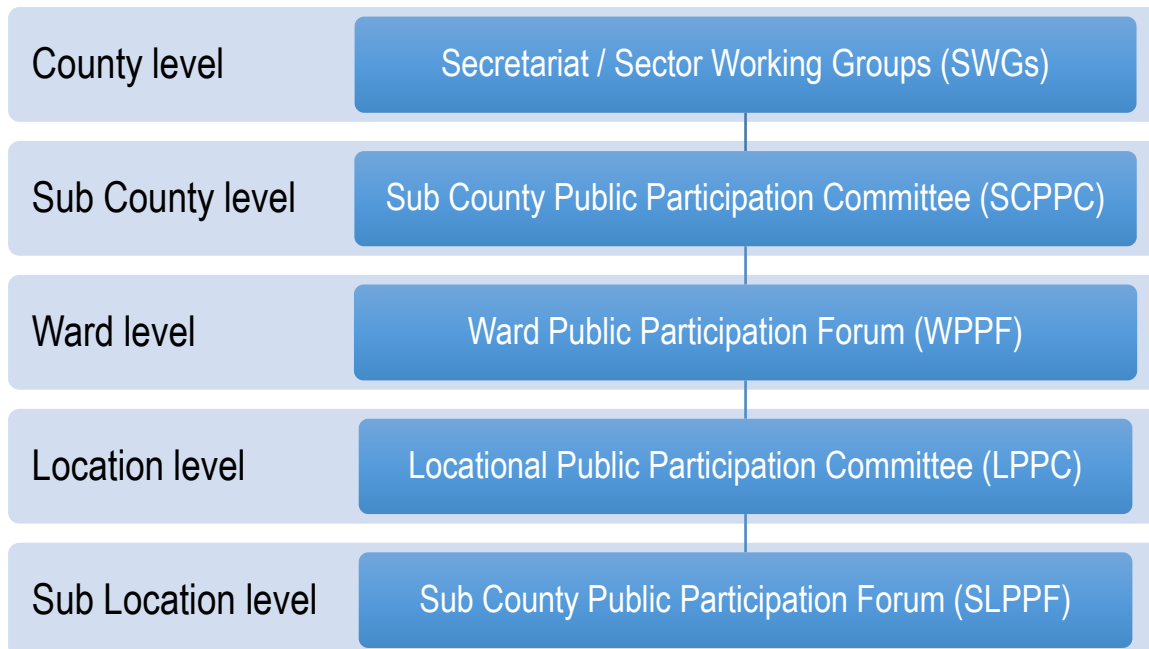 County level
Secretariat / Sector Working Groups (SWGs)
Sub County level
Sub County Public Participation Committee (SCPPC)
Ward level
Ward Public Participation Forum (WPPF)
Location level
Locational Public Participation Committee (LPPC)
Sub Location level
Sub County Public Participation Forum (SLPPF)